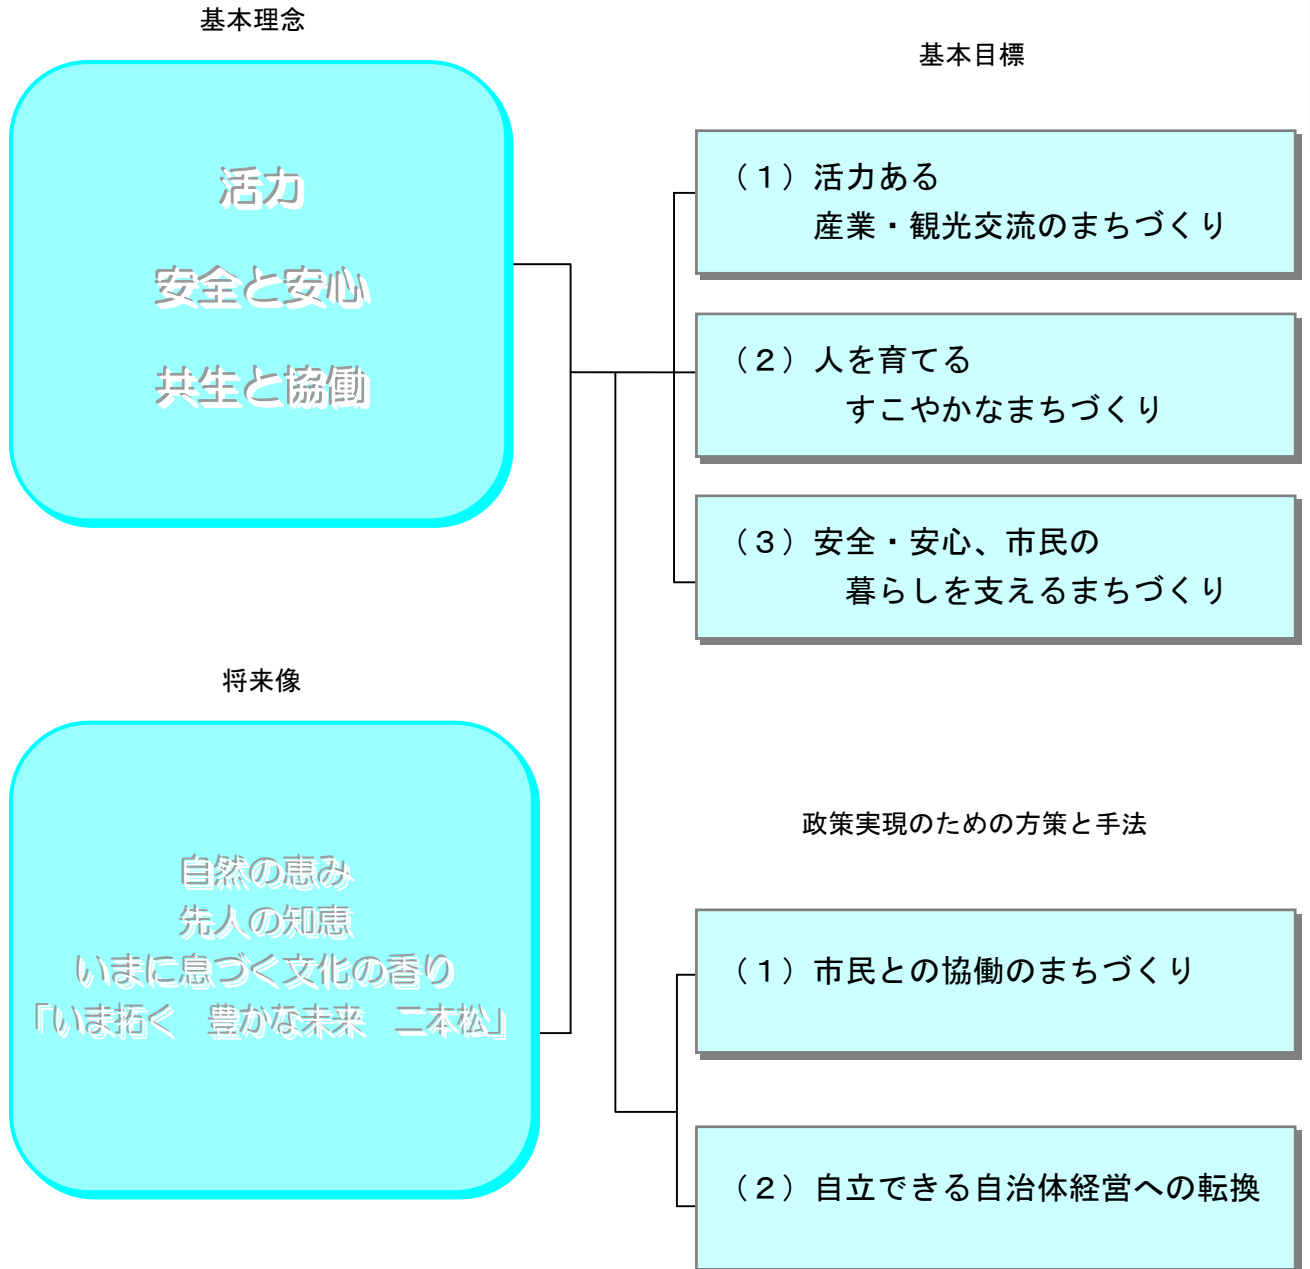 基本理念
活力
安全と安心
共生と協働
将来像
自然の恵み
先人の知恵
いまに息づく文化の香り
「いま拓く　豊かな未来　二本松」
基本目標
（１）活力ある
産業・観光交流のまちづくり
（２）人を育てる
すこやかなまちづくり
（３）安全・安心、市民の
暮らしを支えるまちづくり
政策実現のための方策と手法
（１）市民との協働のまちづくり
（２）自立できる自治体経営への転換